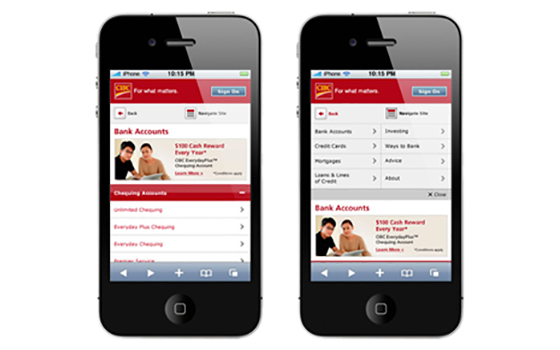 iPhone 10:15 PM
CIBC For what matters. Sign On
Back Navigate Site
Bank Accounts
$100 Cash Reward
Every Year*
CIBC EverydayPlus™
Chequing Account
Learn More > *Conditions apply
Chequing Accounts
Unlimited Chequing
Everyday Plus Chequing
Everyday Chequing
Premier Service
iPhone 10:15 PM
CIBC For what matters. Sign On
Back Navigate Site
Bank Accounts Investing
Credit Cards Ways to Bank
Mortgages Advice
Loans & Lines
of Credit About
X Close
Bank Accounts
$100 Cash Reward
Every Year*
CIBC EverydayPlus™
Chequing Account
Learn More > *Conditions apply